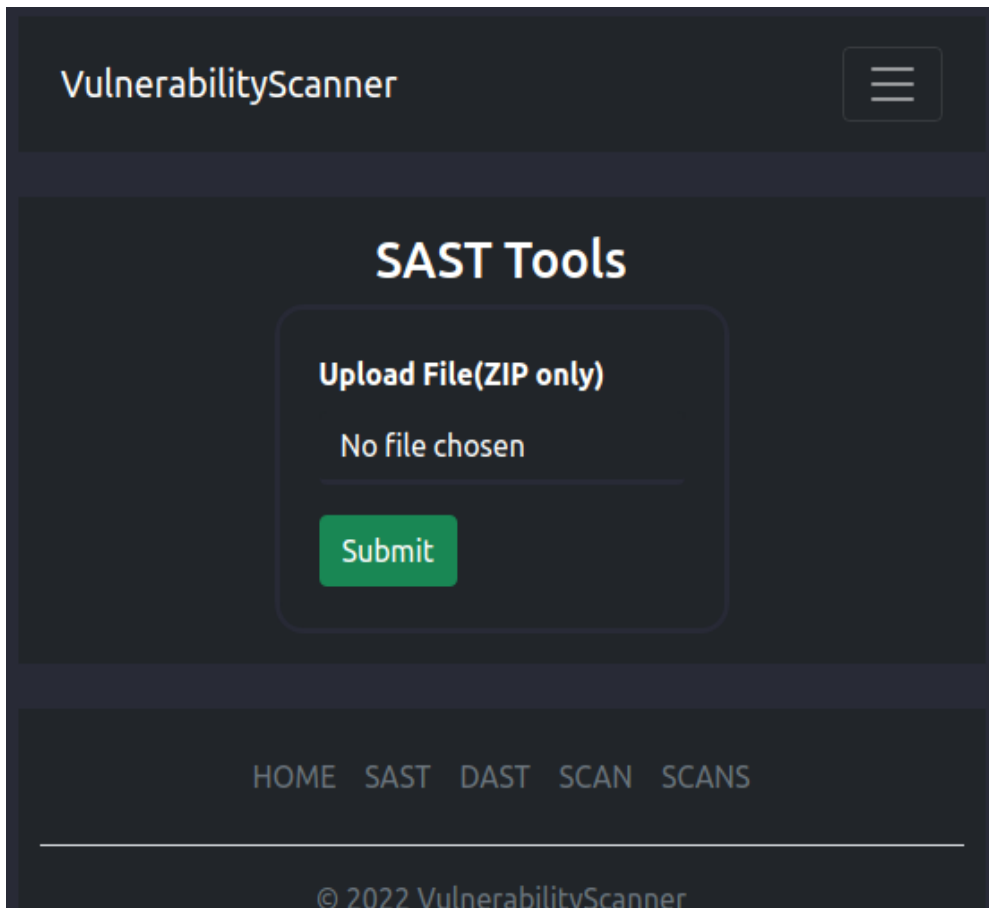 VulnerabilityScanner
SAST Tools
Upload File(ZIP only)
No file chosen
Submit
HOME SAST DAST SCAN SCANS
© 2022 VulnerabilityScanner